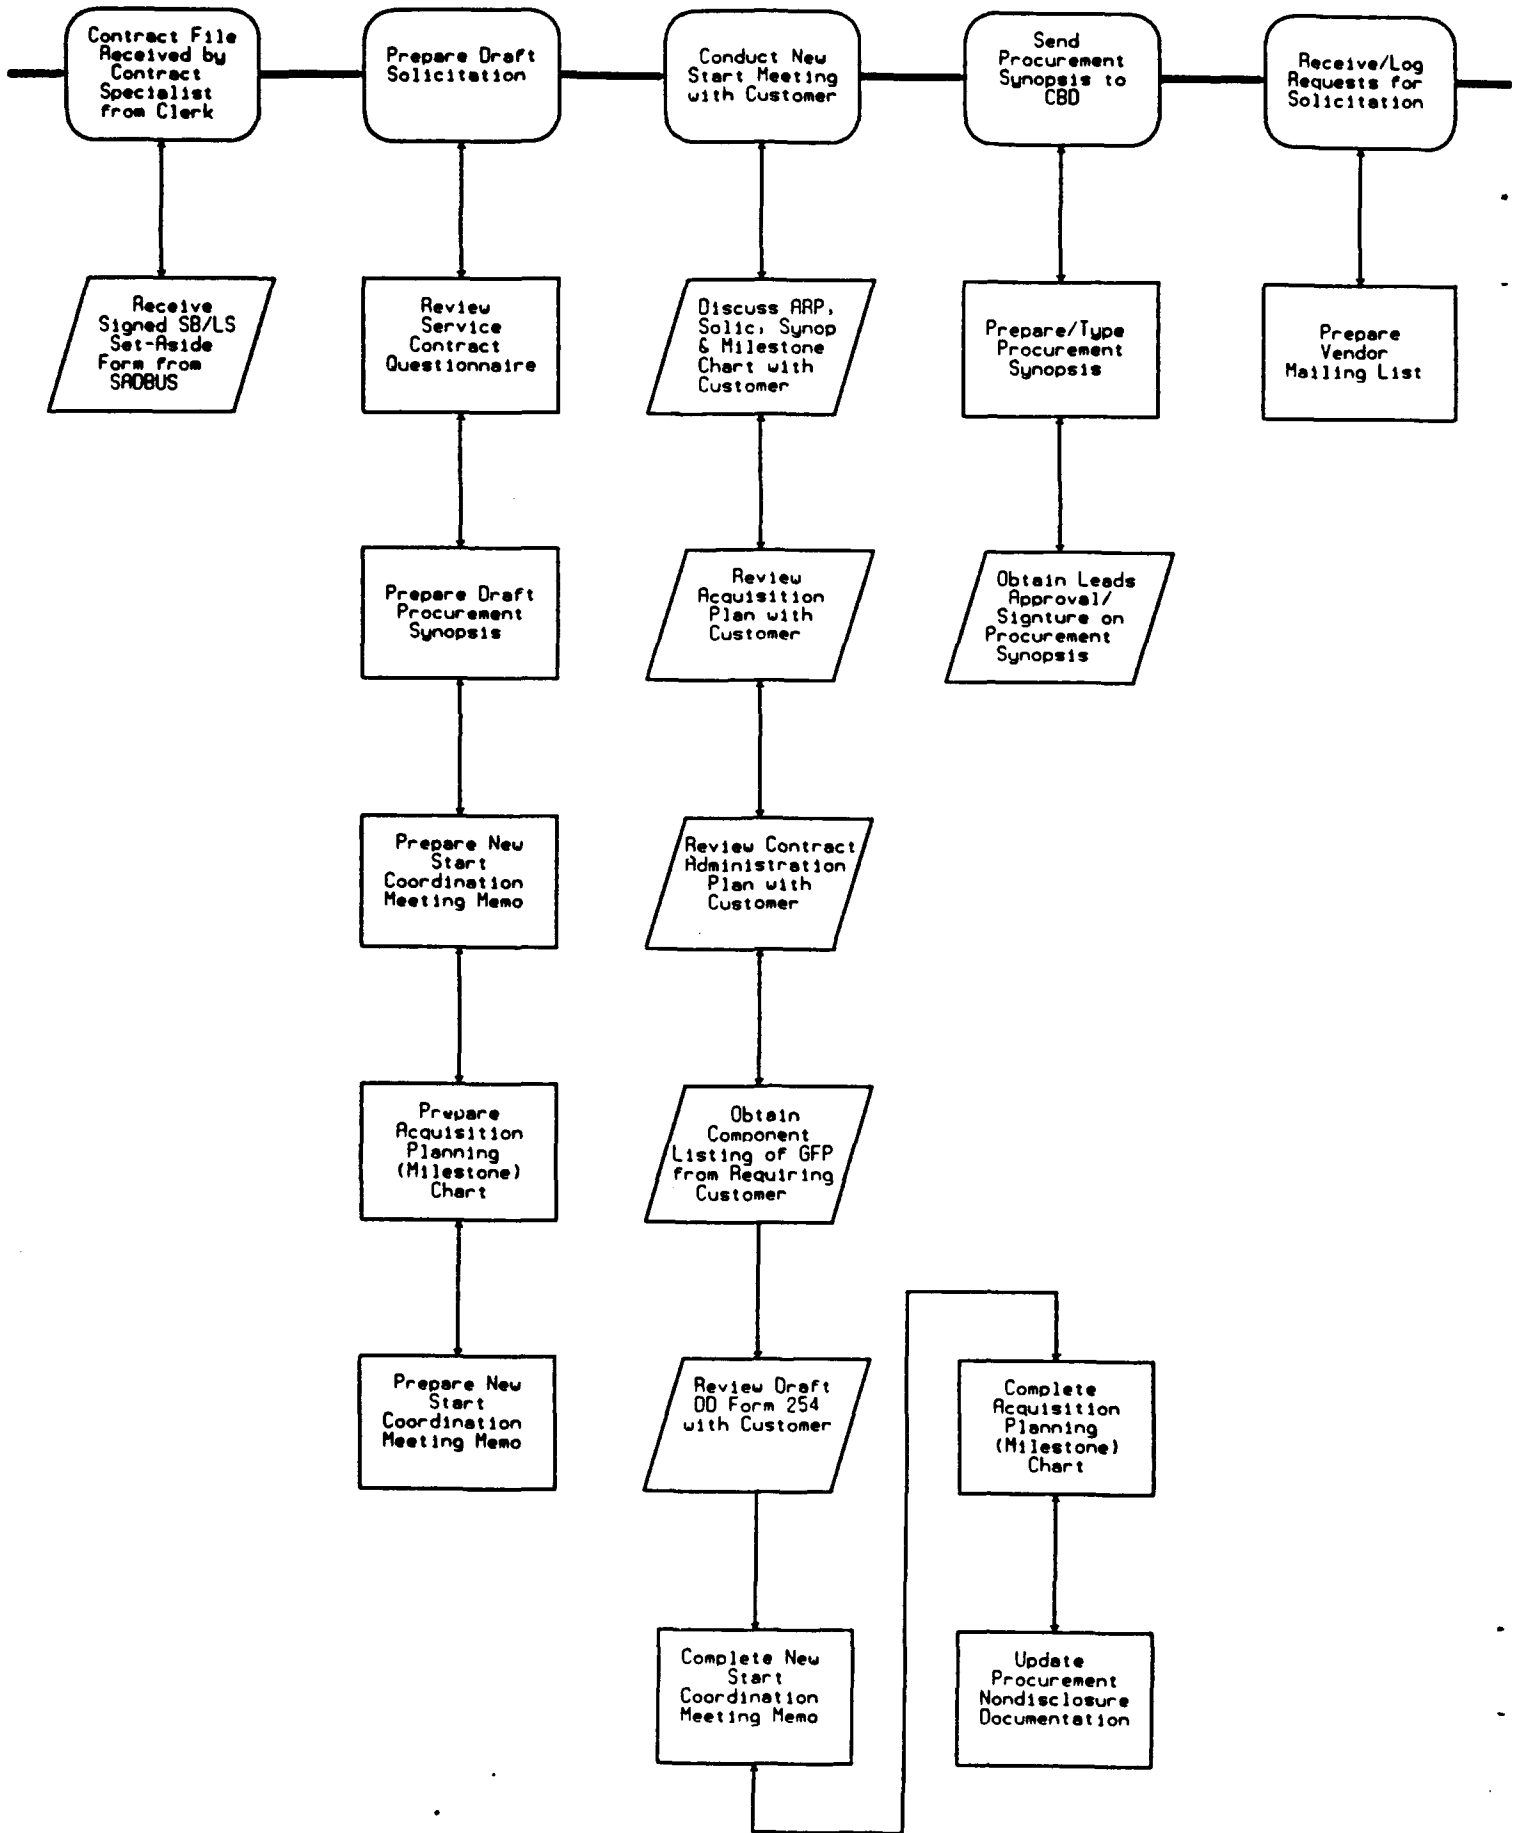 Contract File
Received by
Contract
Specialist
from Clerk
Prepare Draft
Solicitation
Conduct New
Start Meeting
with Customer
Send
Procurement
Synopsis to
CBD
Receive/Log
Requests for
Solicitation
Receive
Signed SB/LS
Set-Aside
Form from
SADBUS
Review
Service
Contract
Questionnaire
Discuss ARP,
Solic, Synop
& Milestone
Chart with
Customer
Prepare/Type
Procurement
Synopsis
Prepare
Vendor
Mailing List
Prepare Draft
Procurement
Synopsis
Review
Acquisition
Plan with
Customer
Obtain Leads
Approval/
Signture on
Procurement
Synopsis
Prepare New
Start
Coordination
Meeting Memo
Review Contract
Administration
Plan with
Customer
Prepare
Acquisition
Planning
(Milestone)
Chart
Obtain
Component
Listing of GFP
from Requiring
Customer
Prepare New
Start
Coordination
Meeting Memo
Review Draft
DD Form 254
with Customer
Complete
Acquisition
Planning
(Milestone)
Chart
Complete New
Start
Coordination
Meeting Memo
Update
Procurement
Nondisclosure
Documentation